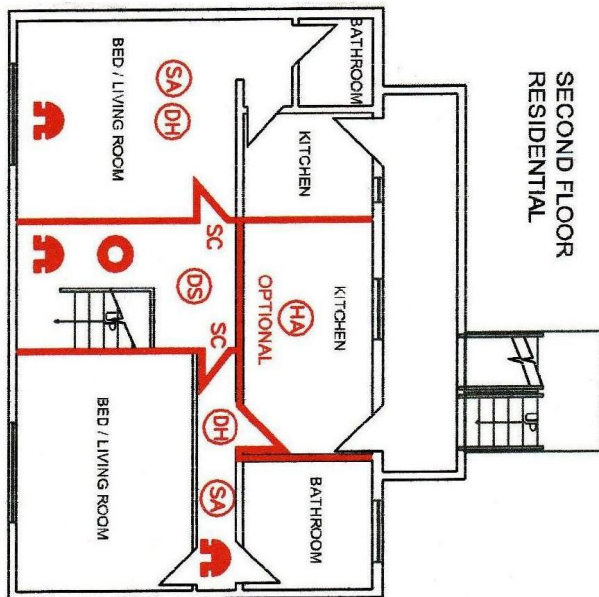 SECOND FLOOR
RESIDENTIAL
BATHROOM
KITCHEN
BED / LIVING ROOM
SA
DH
SC
KITCHEN
HA
OPTIONAL
DS
UP
UP
SC
DH
SA
BATHROOM
BED / LIVING ROOM